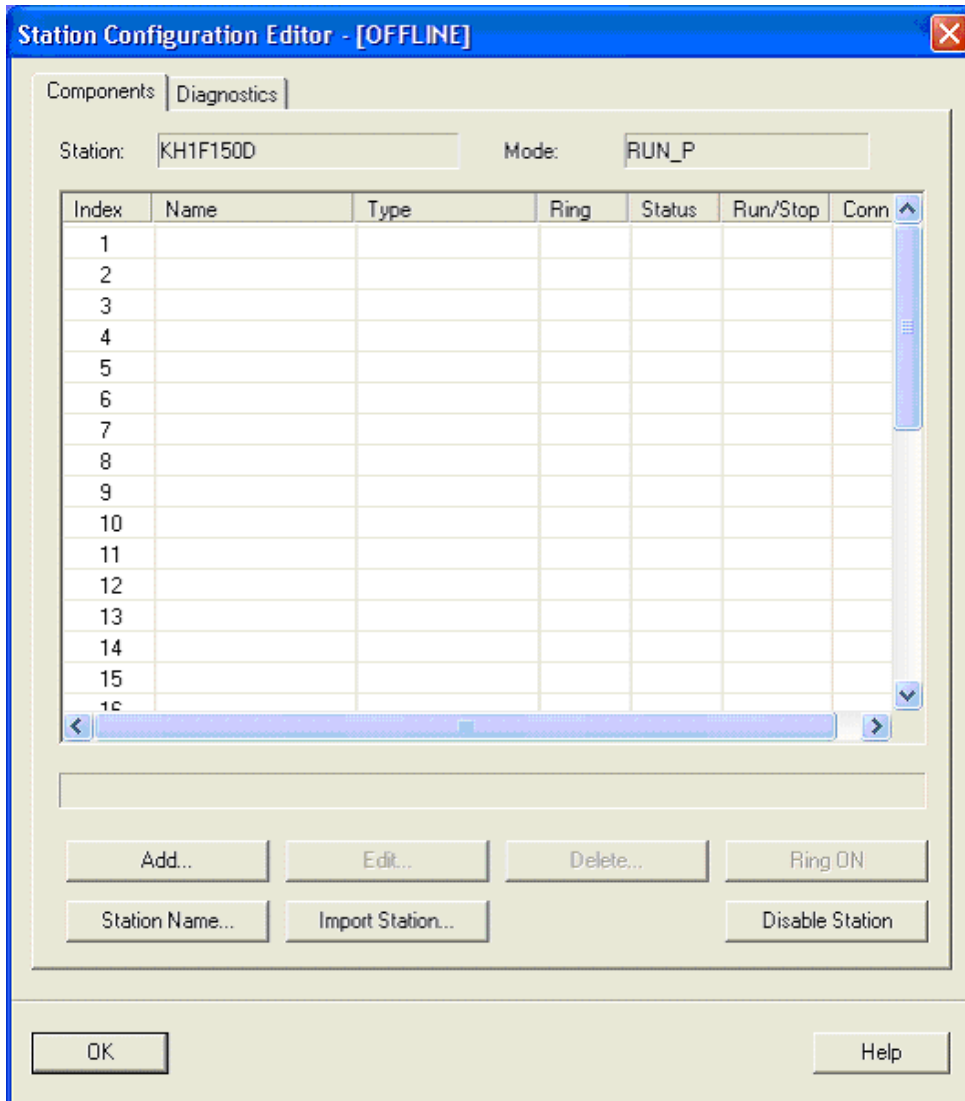 Station Configuration Editor - [OFFLINE]
Components Diagnostics
Station: KH1F150D Mode: RUN_P
Index Name Type Ring Status Run/Stop Conn
1
2
3
4
5
6
7
8
9
10
11
12
13
14
15
16
Add... Edit... Delete... Ring ON
Station Name... Import Station... Disable Station
OK Help